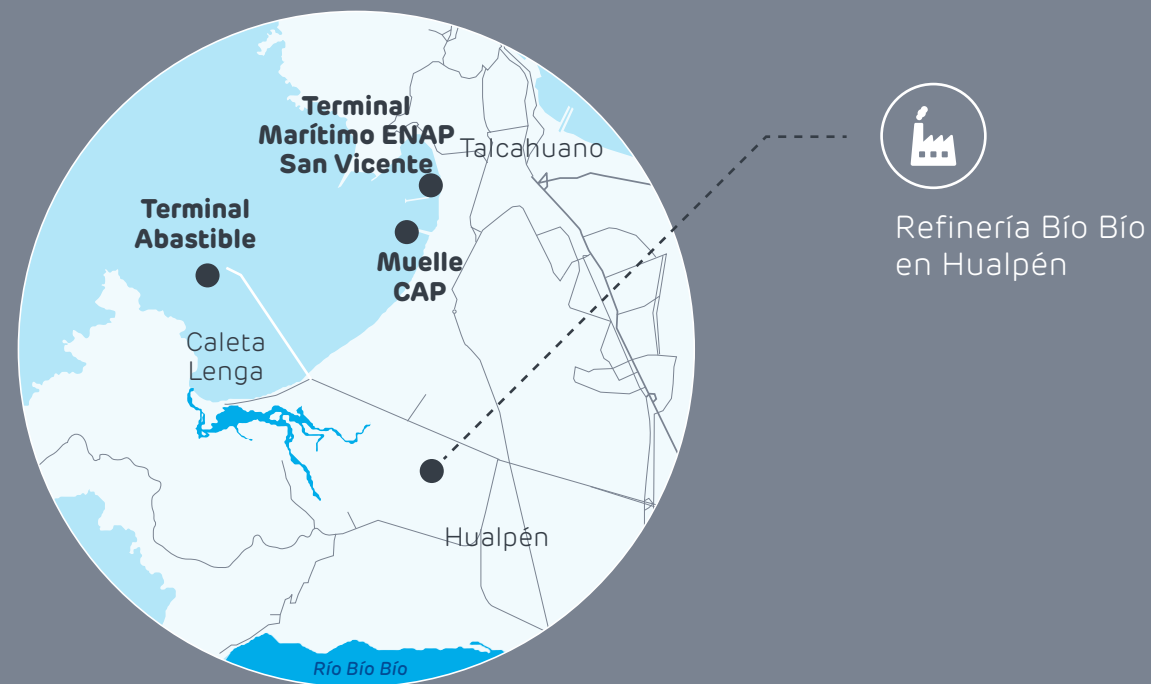 Terminal
Marítimo ENAP
San Vicente
Talcahuano
Terminal
Abastible
Muelle
CAP
Caleta
Lenga
Hualpén
Río Bío Bío
Refinería Bío Bío
en Hualpén